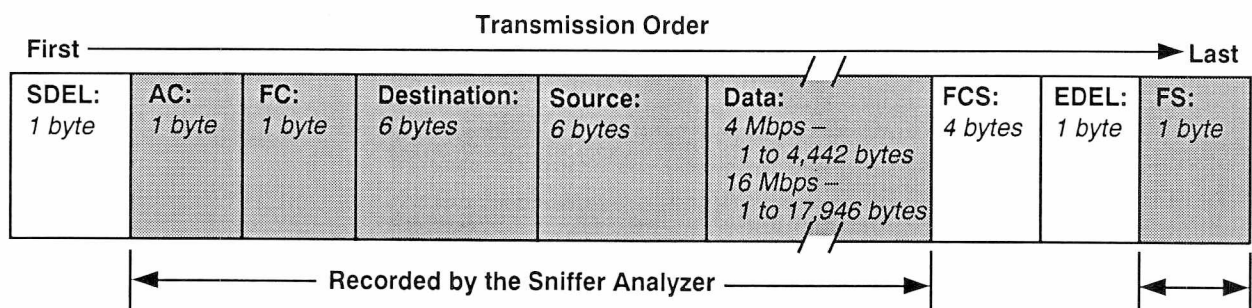 Transmission Order
First
Last
SDEL:
1 byte
AC:
1 byte
FC:
1 byte
Destination:
6 bytes
Source:
6 bytes
Data:
4 Mbps –
1 to 4,442 bytes
16 Mbps –
1 to 17,946 bytes
FCS:
4 bytes
EDEL:
1 byte
FS:
1 byte
Recorded by the Sniffer Analyzer